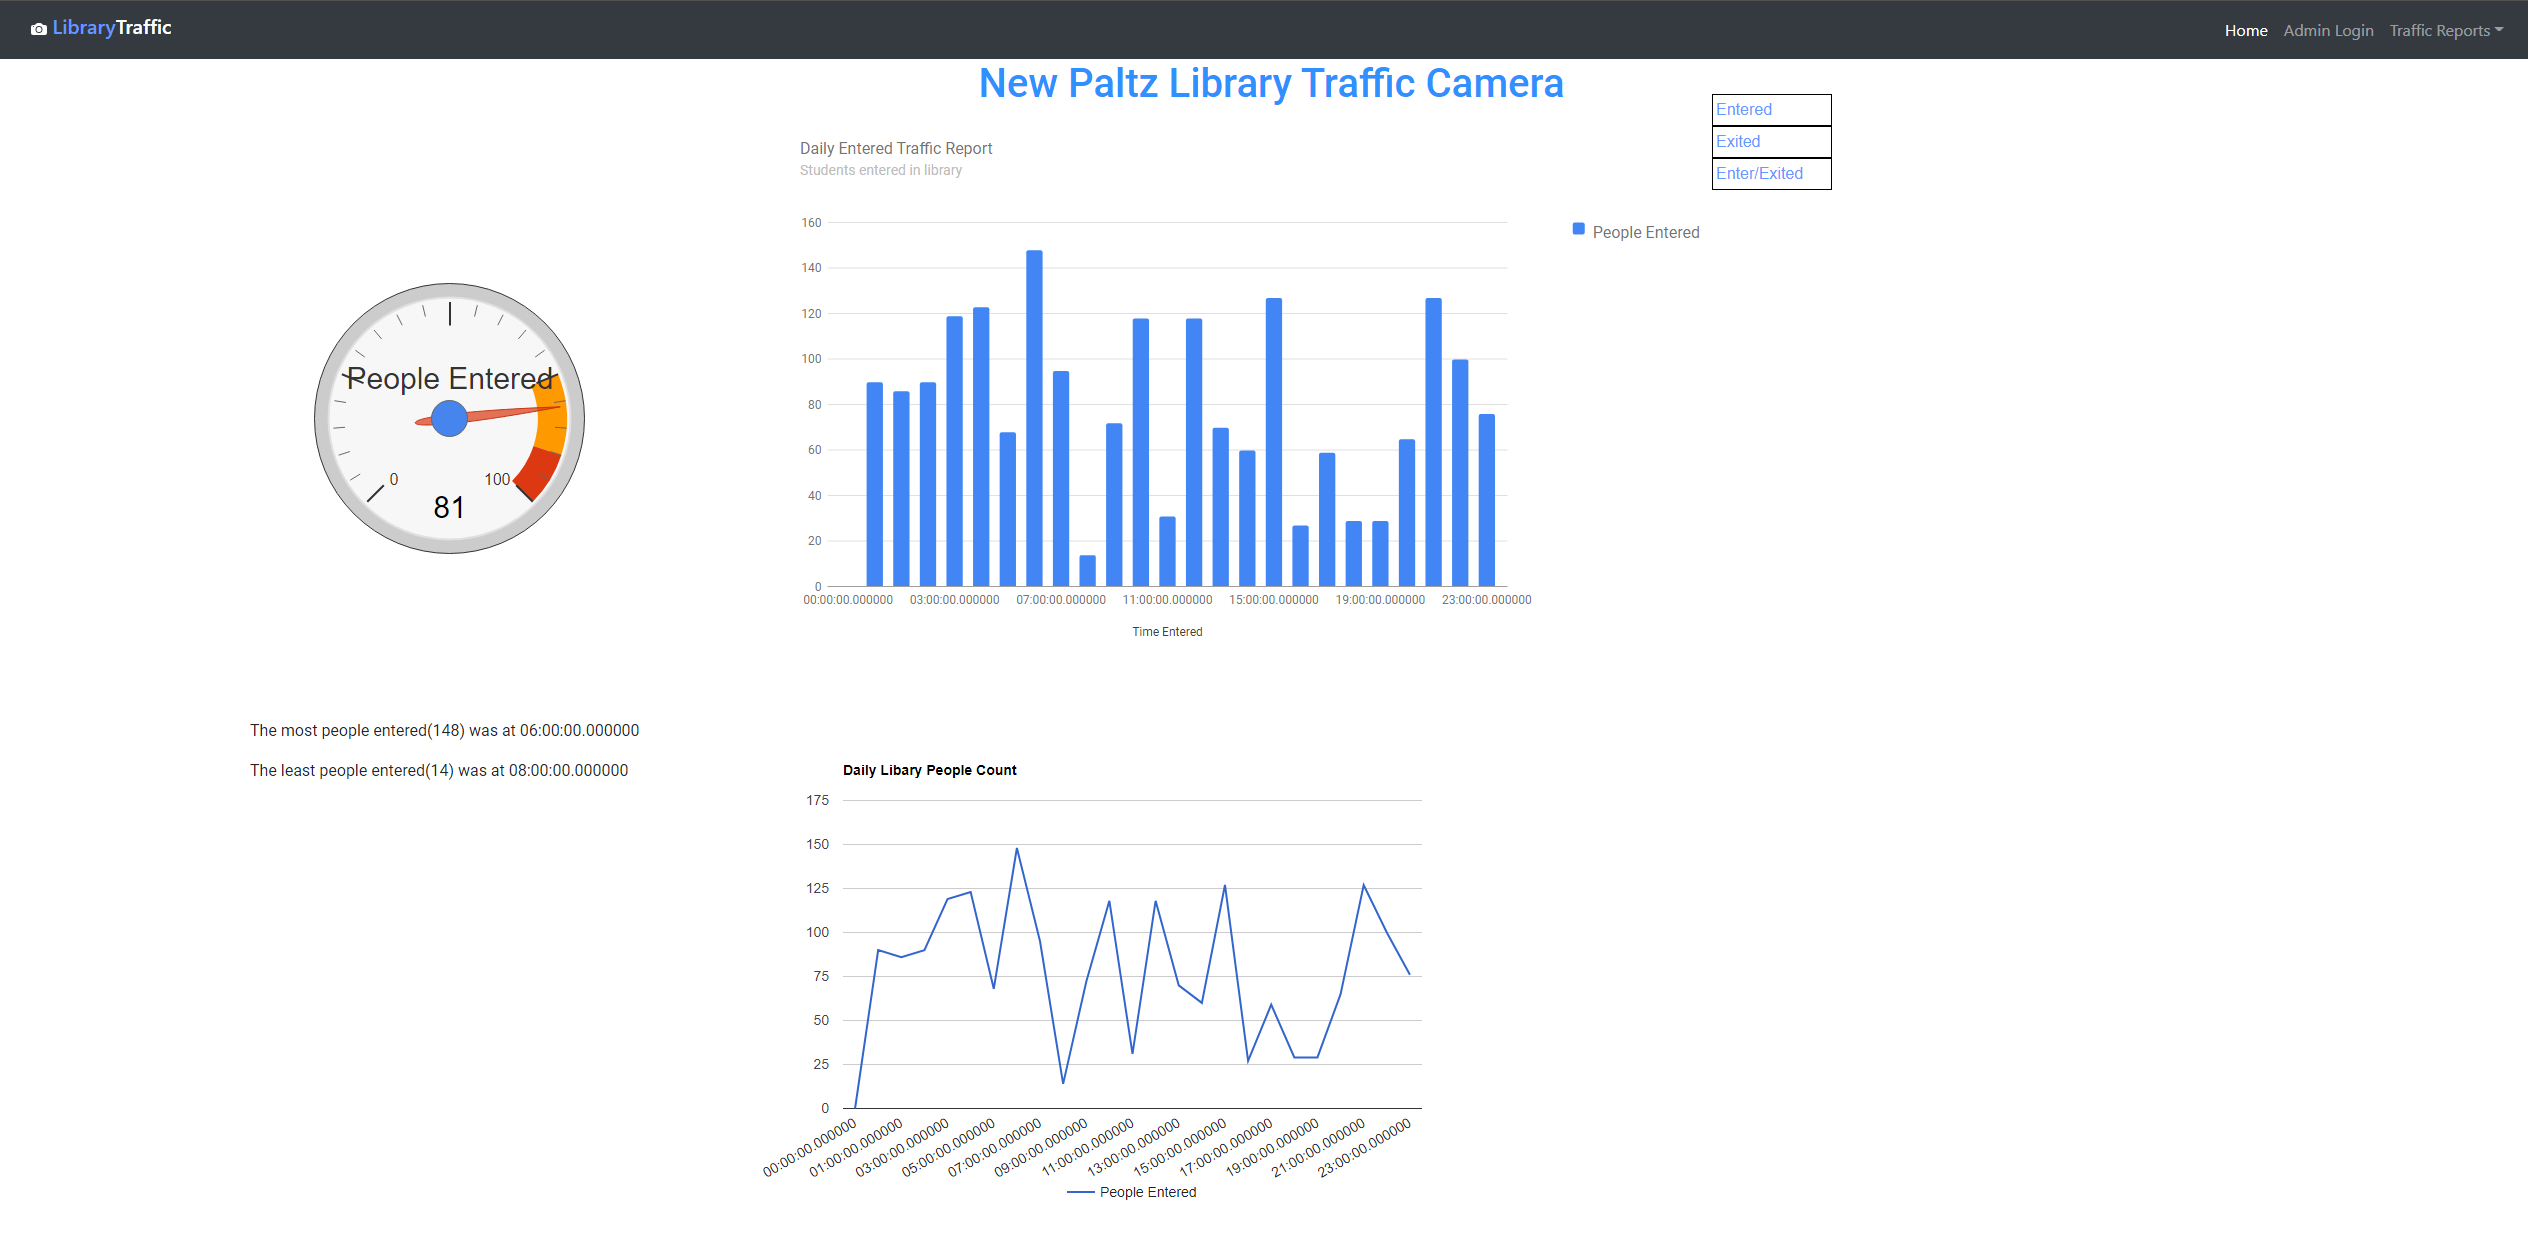 LibraryTraffic
Home
Admin Login
Traffic Reports
New Paltz Library Traffic Camera
Entered
Exited
Enter/Exited
Daily Entered Traffic Report
Students entered in library
People Entered
0
100
81
160
140
120
100
80
60
40
20
0
00:00:00.000000
03:00:00.000000
07:00:00.000000
11:00:00.000000
15:00:00.000000
19:00:00.000000
23:00:00.000000
Time Entered
People Entered
The most people entered(148) was at 06:00:00.000000
The least people entered(14) was at 08:00:00.000000
Daily Libary People Count
175
150
125
100
75
50
25
0
00:00:00.000000
01:00:00.000000
03:00:00.000000
05:00:00.000000
07:00:00.000000
09:00:00.000000
11:00:00.000000
13:00:00.000000
15:00:00.000000
17:00:00.000000
19:00:00.000000
21:00:00.000000
23:00:00.000000
People Entered